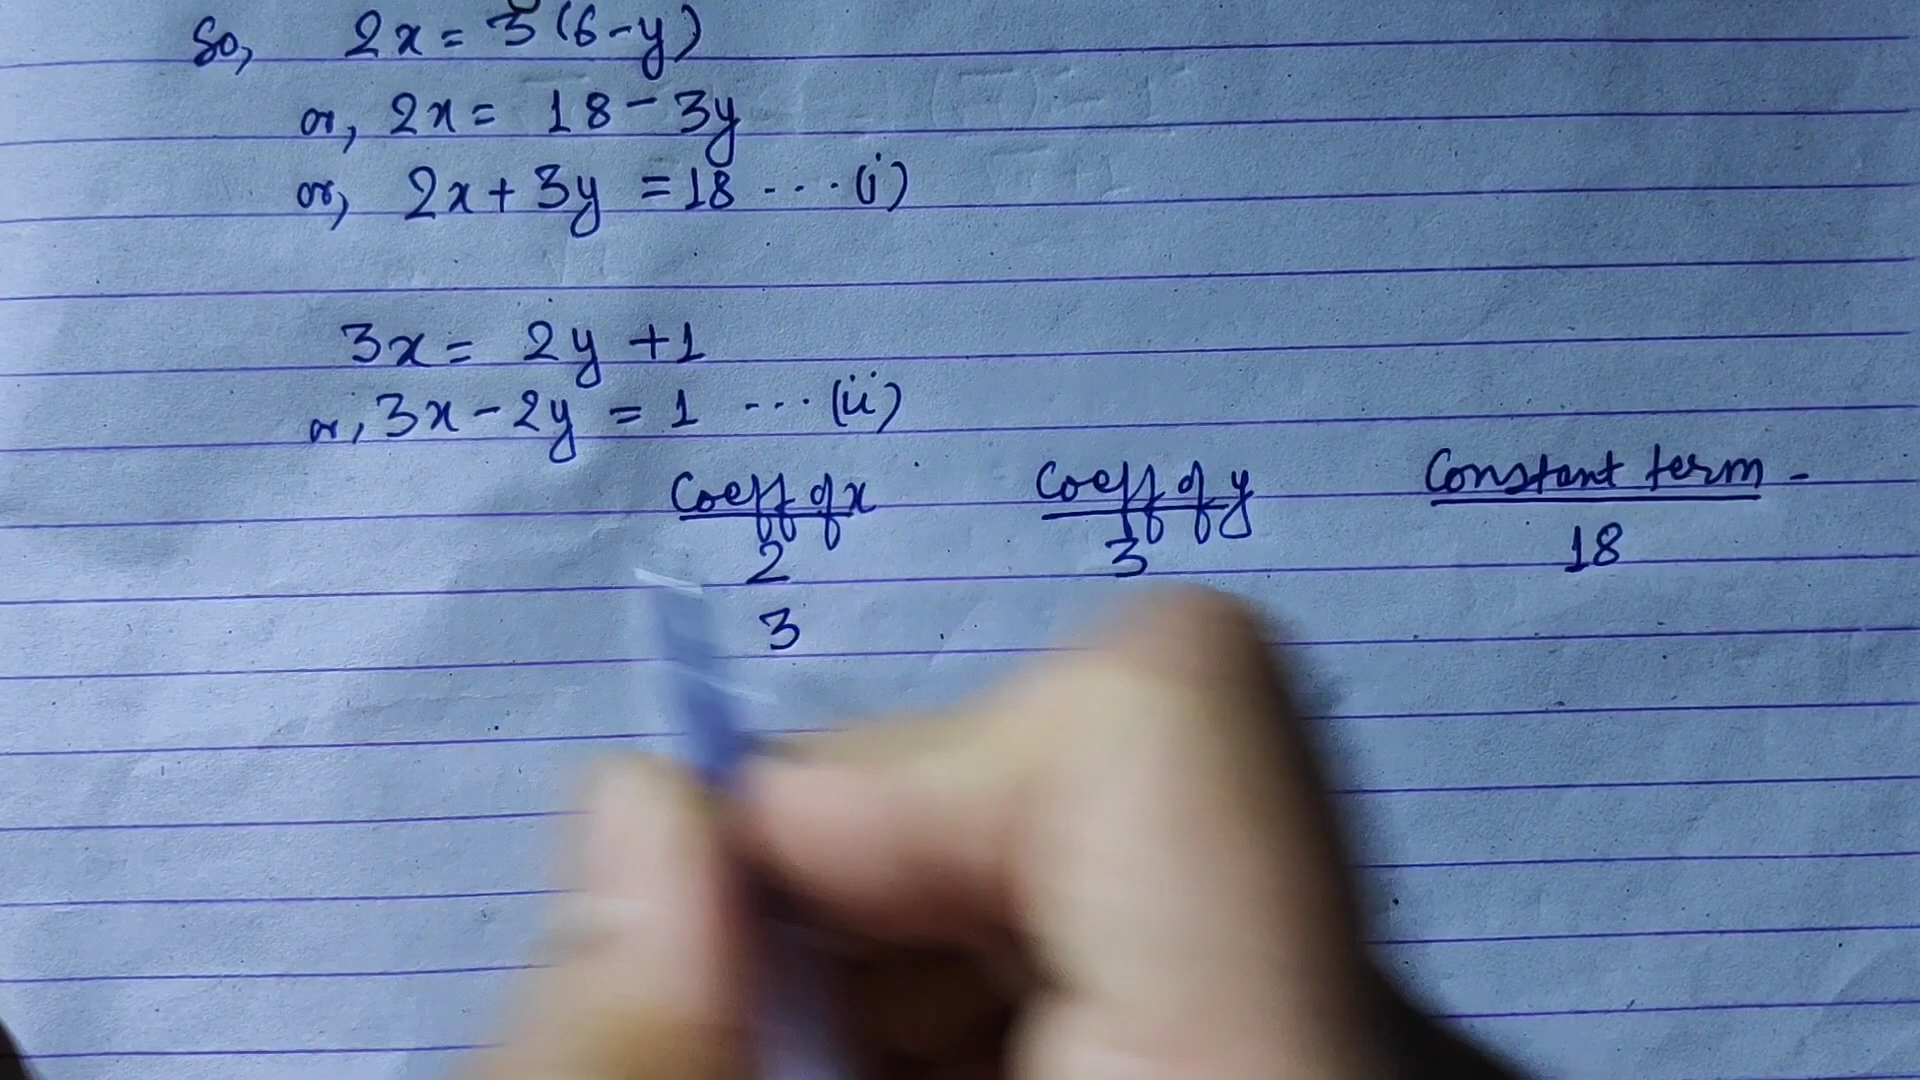 So, 2x = 3(6-y)
or, 2x = 18 - 3y
or, 2x + 3y = 18 ... (i)
3x = 2y + 1
or, 3x - 2y = 1 ... (ii)
Coeff of x Coeff of y Constant term -
2 3 18
3